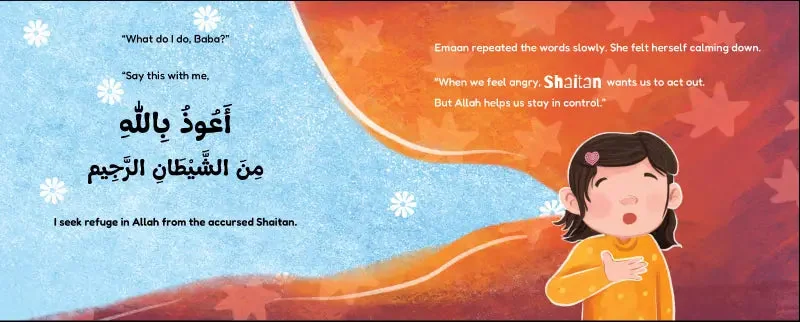 “What do I do, Baba?”
“Say this with me,
أَعُوذُ بِاللّٰهِ
مِنَ الشَّيْطَانِ الرَّجِيم
I seek refuge in Allah from the accursed Shaitan.
Emaan repeated the words slowly. She felt herself calming down.
“When we feel angry, Shaitan wants us to act out.
But Allah helps us stay in control.”